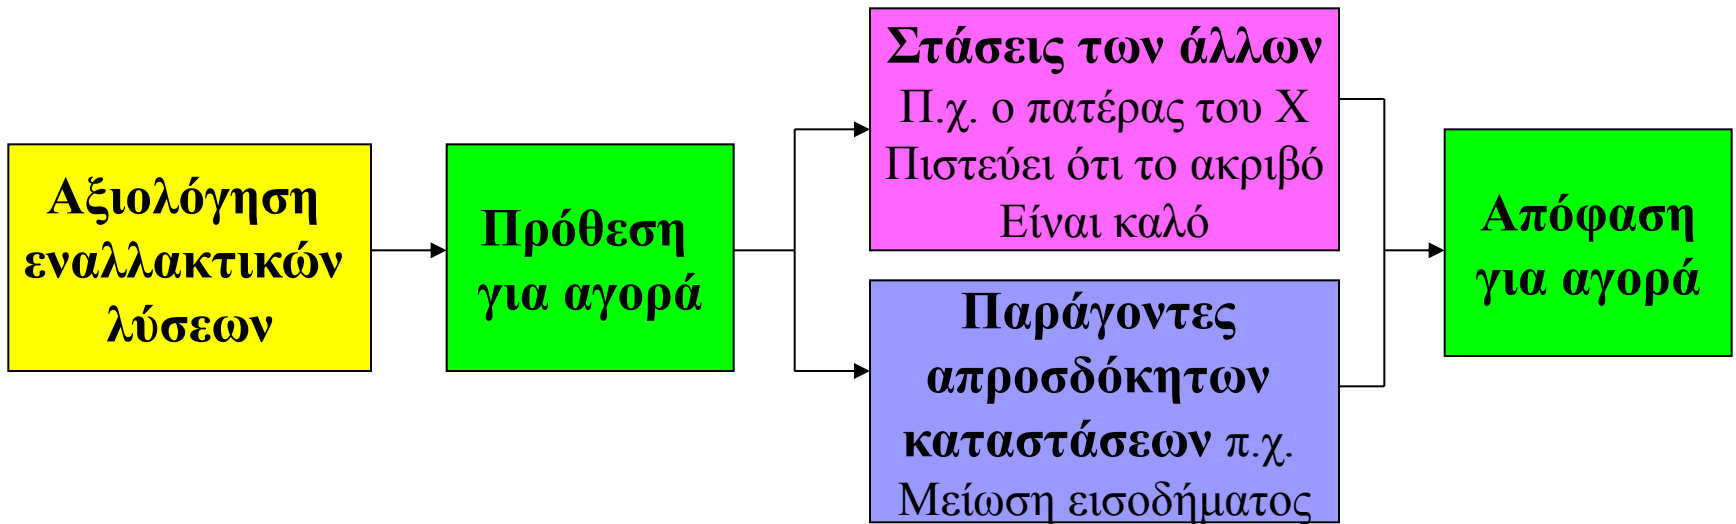 Αξιολόγηση
εναλλακτικών
λύσεων
Πρόθεση
για αγορά
Στάσεις των άλλων
Π.χ. ο πατέρας του Χ
Πιστεύει ότι το ακριβό
Είναι καλό
Παράγοντες
απροσδόκητων
καταστάσεων π.χ.
Μείωση εισοδήματος
Απόφαση
για αγορά